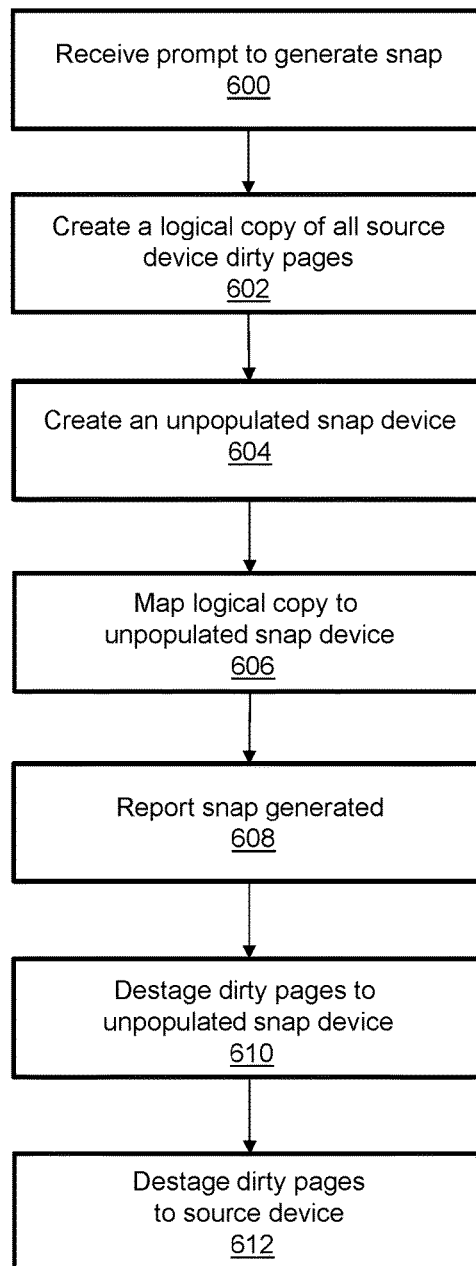 Receive prompt to generate snap
600
Create a logical copy of all source
device dirty pages
602
Create an unpopulated snap device
604
Map logical copy to
unpopulated snap device
606
Report snap generated
608
Destage dirty pages to
unpopulated snap device
610
Destage dirty pages
to source device
612